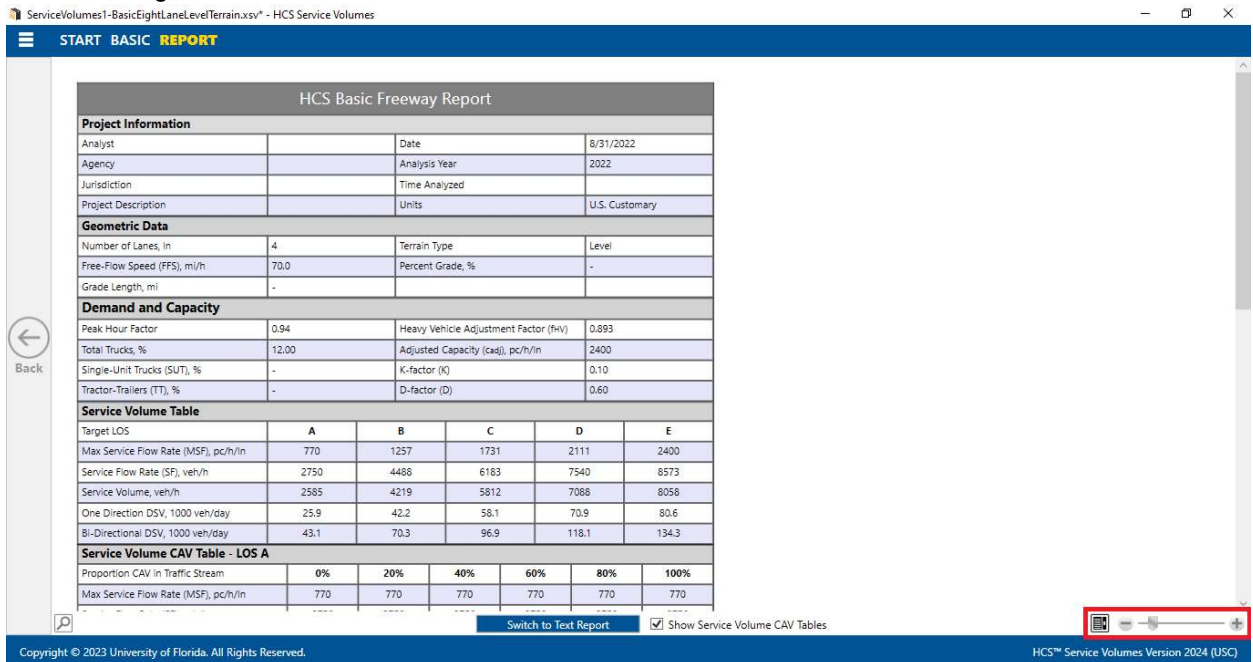 ServiceVolumes1-BasicEightLaneLevelTerrain.xsv* - HCS Service Volumes
START BASIC REPORT
HCS Basic Freeway Report
Project Information
Analyst Date 8/31/2022
Agency Analysis Year 2022
Jurisdiction Time Analyzed
Project Description Units U.S. Customary
Geometric Data
Number of Lanes, ln 4 Terrain Type Level
Free-Flow Speed (FFS), mi/h 70.0 Percent Grade, % -
Grade Length, mi -
Demand and Capacity
Peak Hour Factor 0.94 Heavy Vehicle Adjustment Factor (fHV) 0.893
Total Trucks, % 12.00 Adjusted Capacity (cadj), pc/h/ln 2400
Single-Unit Trucks (SUT), % - K-factor (K) 0.10
Tractor-Trailers (TT), % - D-factor (D) 0.60
Service Volume Table
Target LOS A B C D E
Max Service Flow Rate (MSF), pc/h/ln 770 1257 1731 2111 2400
Service Flow Rate (SF), veh/h 2750 4488 6183 7540 8573
Service Volume, veh/h 2585 4219 5812 7088 8058
One Direction DSV, 1000 veh/day 25.9 42.2 58.1 70.9 80.6
Bi-Directional DSV, 1000 veh/day 43.1 70.3 96.9 118.1 134.3
Service Volume CAV Table - LOS A
Proportion CAV in Traffic Stream 0% 20% 40% 60% 80% 100%
Max Service Flow Rate (MSF), pc/h/ln 770 770 770 770 770 770
Back
Switch to Text Report Show Service Volume CAV Tables
Copyright © 2023 University of Florida. All Rights Reserved. HCS™ Service Volumes Version 2024 (USC)